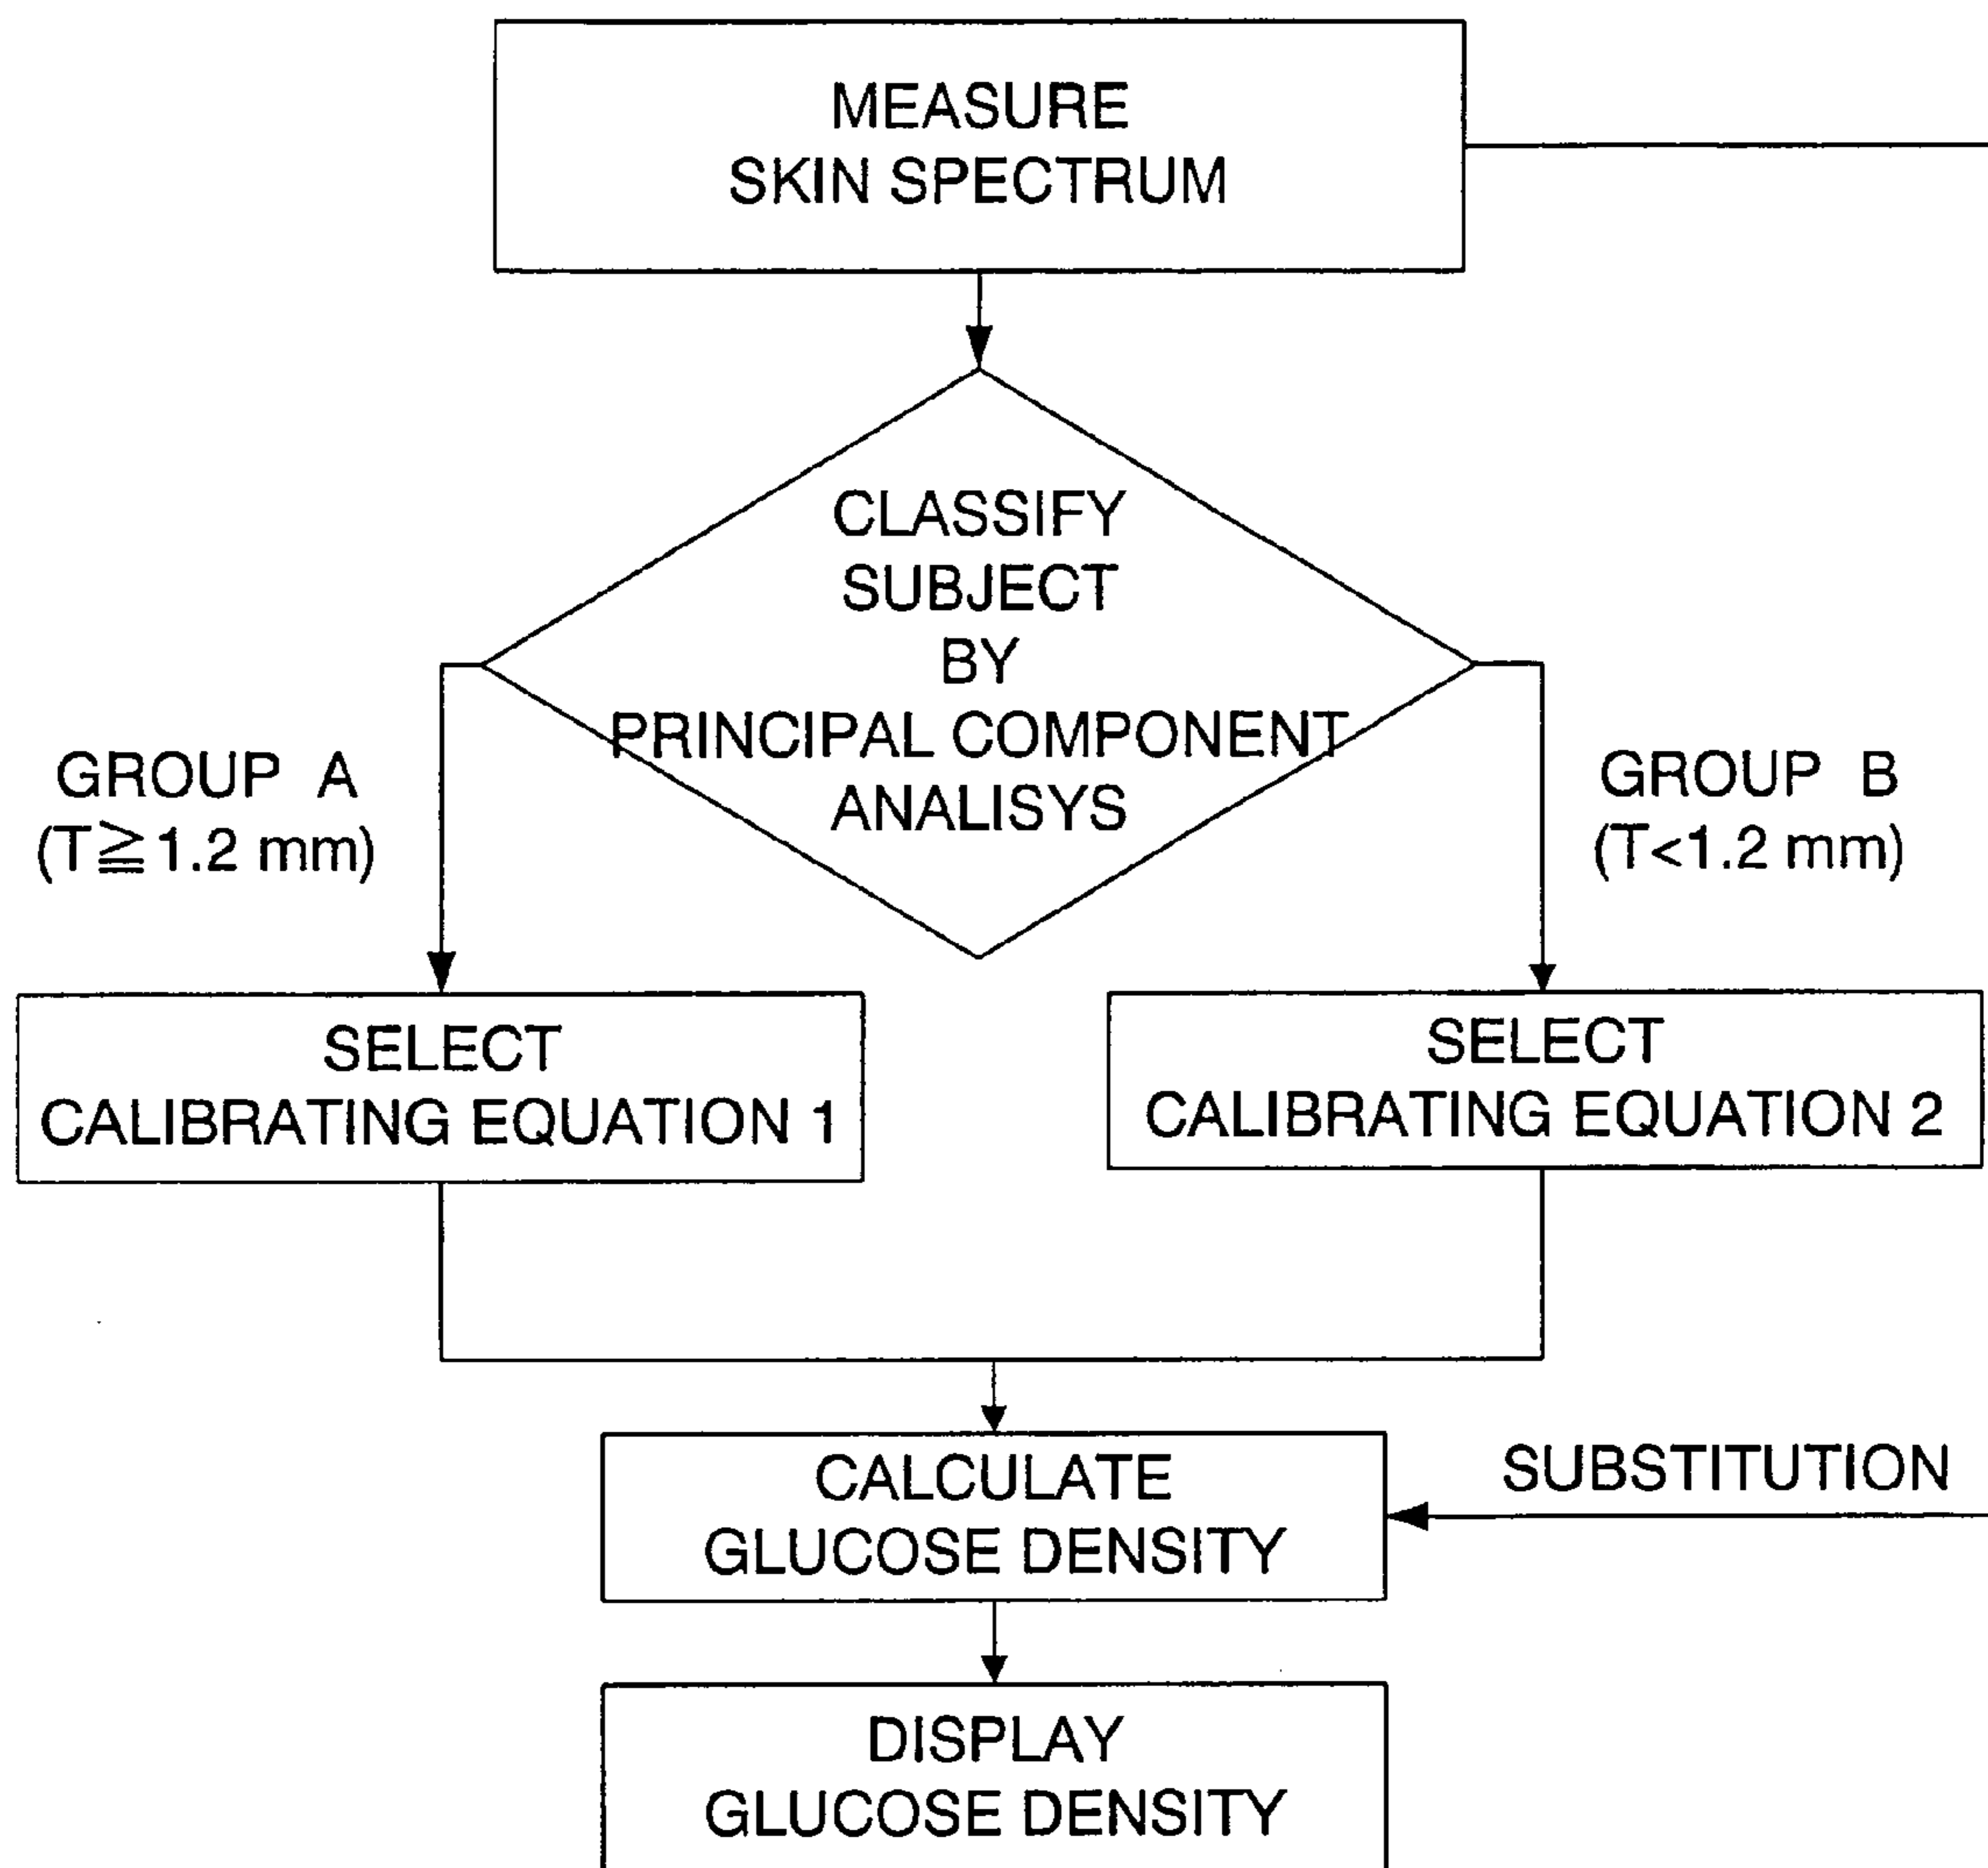 MEASURE
SKIN SPECTRUM
CLASSIFY
SUBJECT
BY
PRINCIPAL COMPONENT
ANALISYS
GROUP A
(T≧1.2 mm)
GROUP B
(T<1.2 mm)
SELECT
CALIBRATING EQUATION 1
SELECT
CALIBRATING EQUATION 2
CALCULATE
GLUCOSE DENSITY
SUBSTITUTION
DISPLAY
GLUCOSE DENSITY